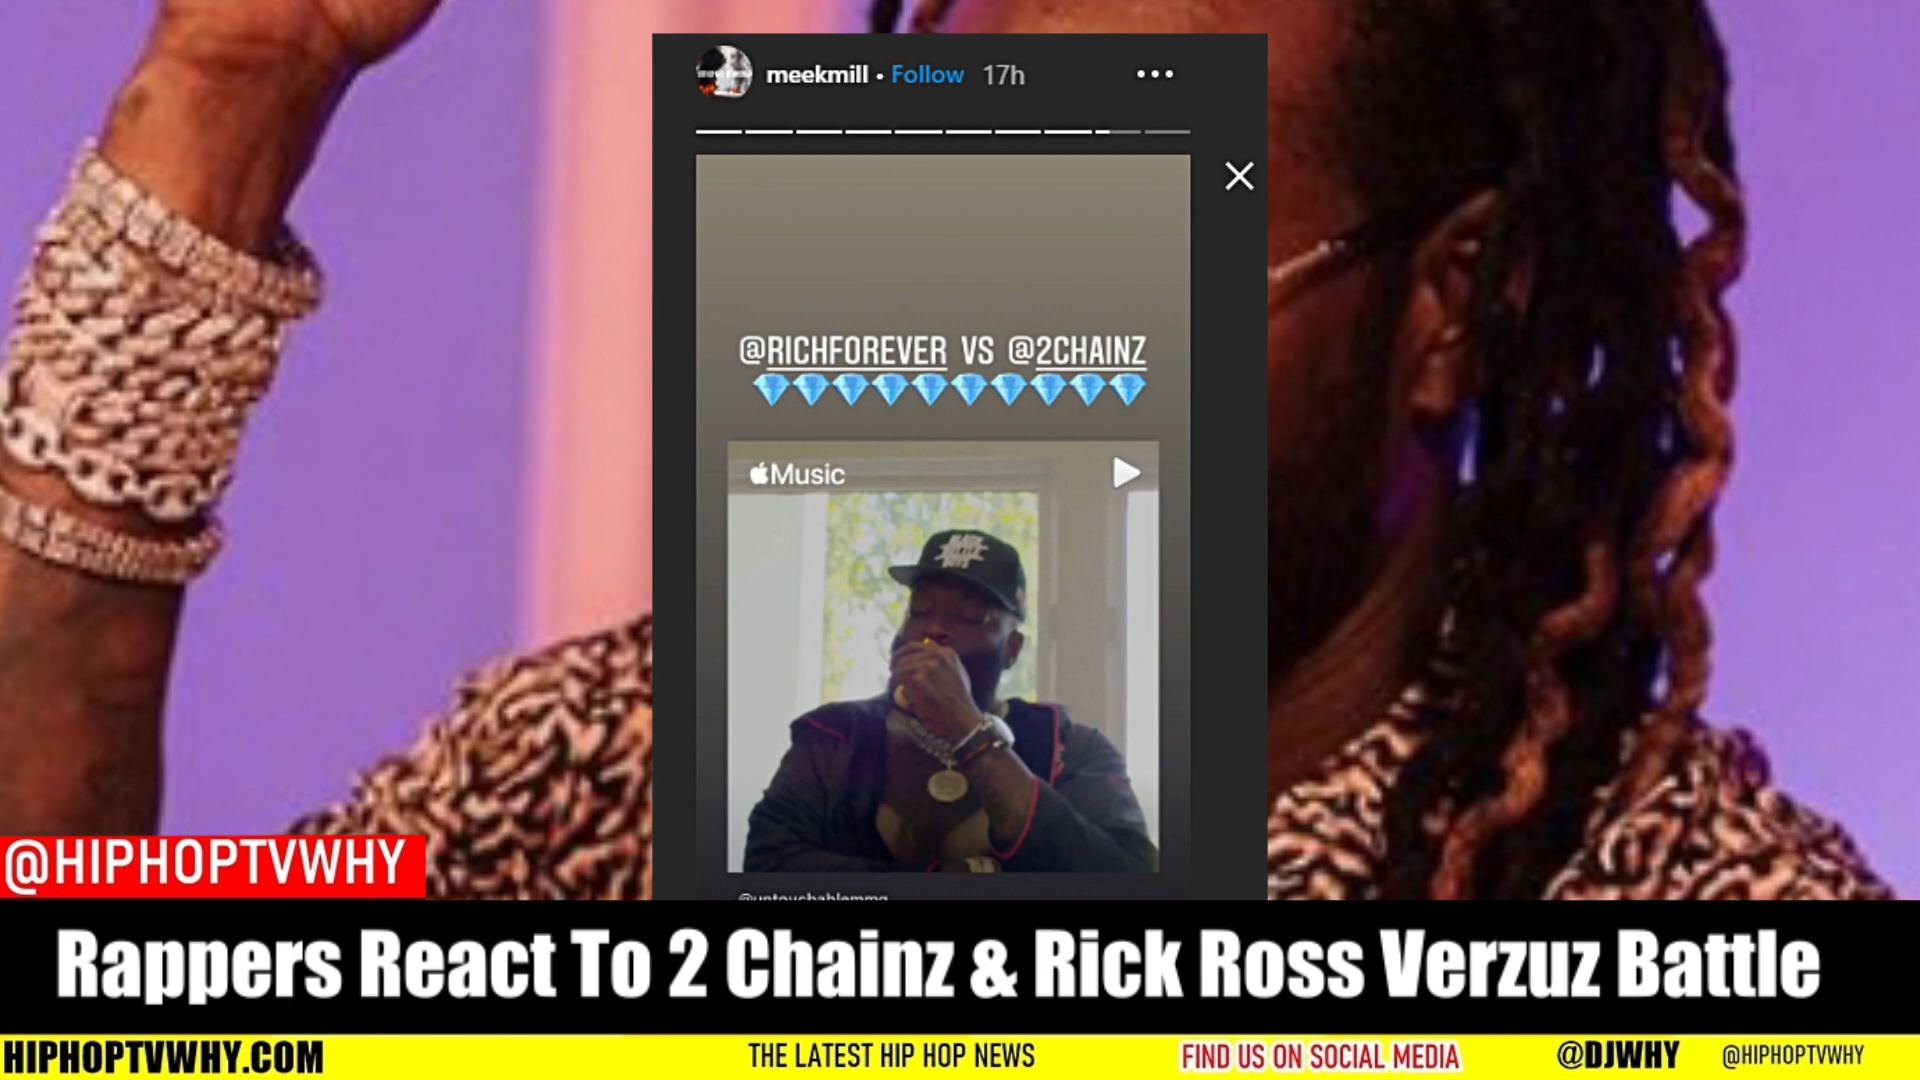 meekmill • Follow 17h
@RICHFOREVER VS @2CHAINZ
Music
@untouchablemmg
@HIPHOPTVWHY
Rappers React To 2 Chainz & Rick Ross Verzuz Battle
HIPHOPTVWHY.COM THE LATEST HIP HOP NEWS FIND US ON SOCIAL MEDIA @DJWHY @HIPHOPTVWHY